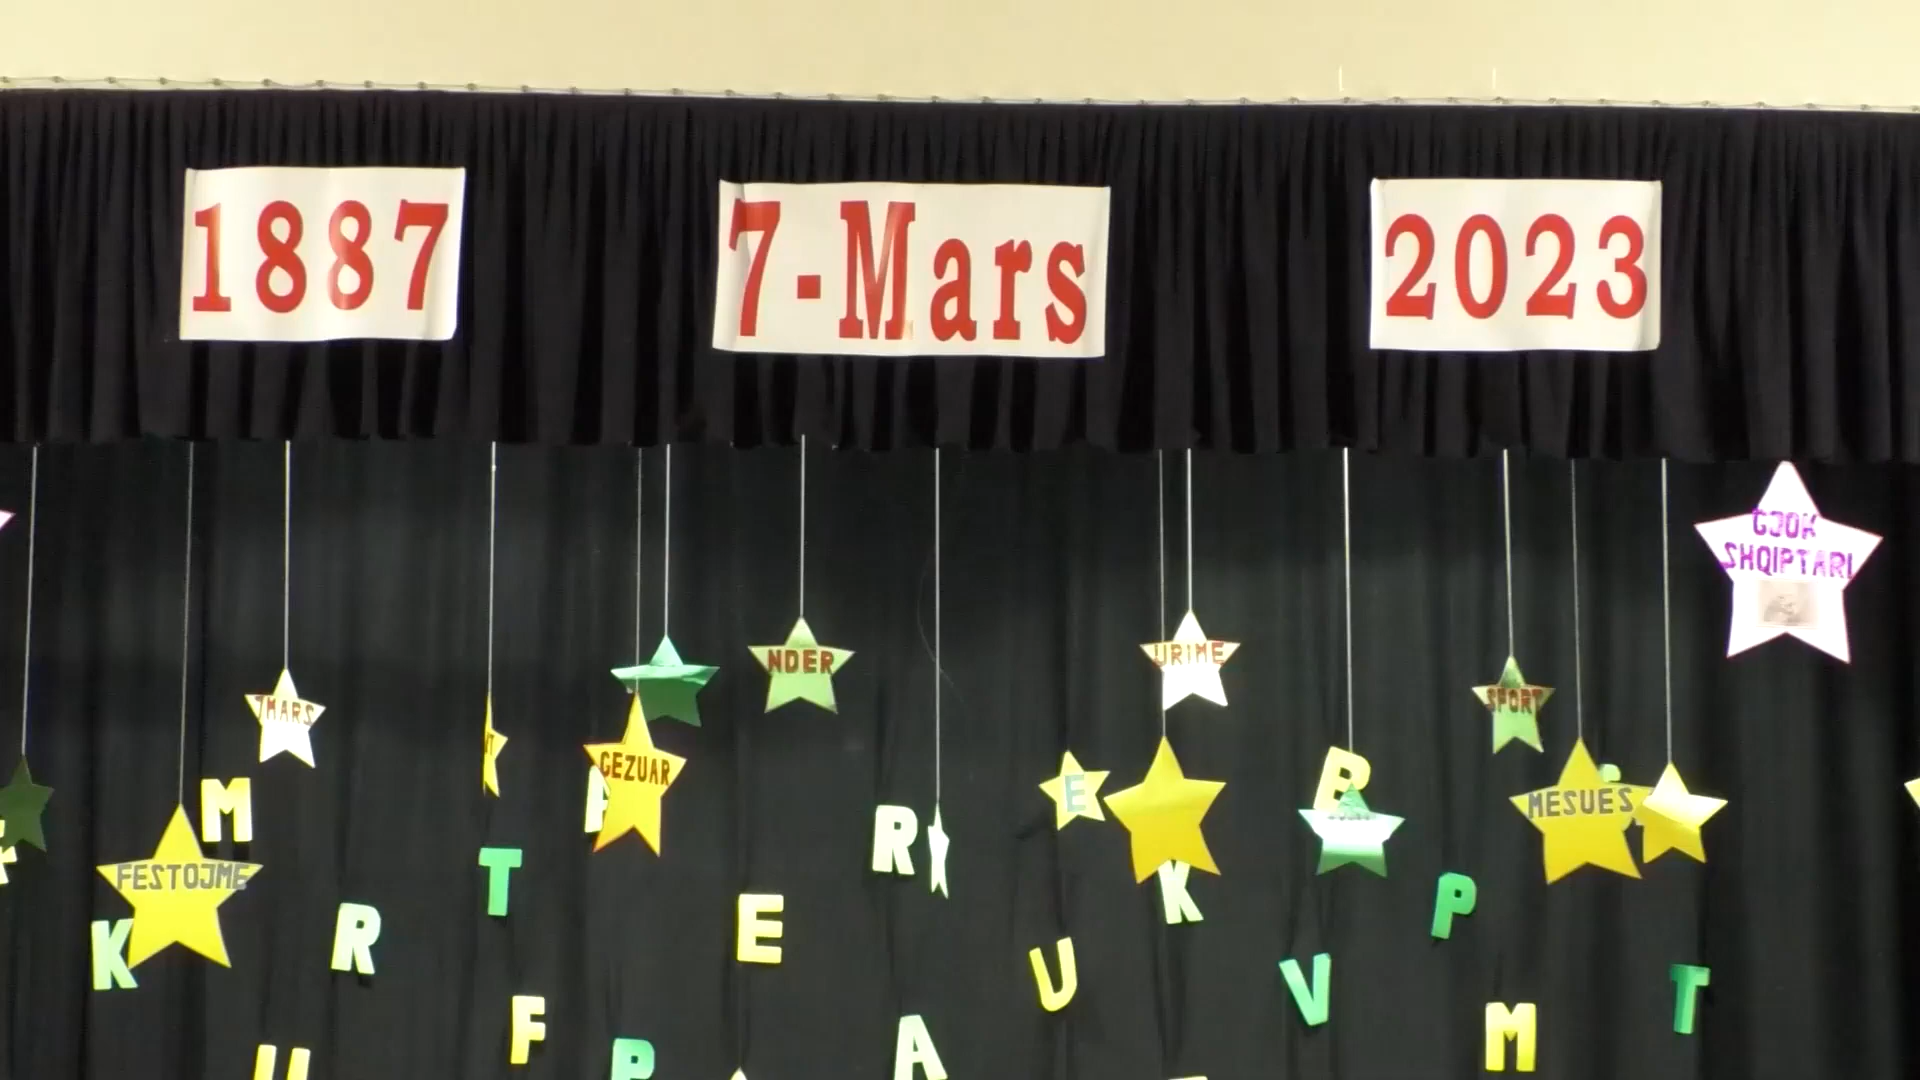 1887
7-Mars
2023
GJOK
SHQIPTARI
NDER
URIME
7MARS
SPORT
GEZUAR
E
B
MESUES
M
R
FESTOJME
T
K
P
E
K
R
U
V
T
F
M
A
P
U